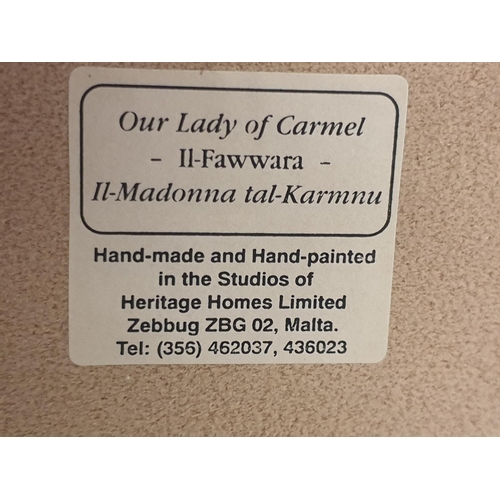 Our Lady of Carmel
- Il-Fawwara -
Il-Madonna tal-Karmnu
Hand-made and Hand-painted
in the Studios of
Heritage Homes Limited
Zebbug ZBG 02, Malta.
Tel: (356) 462037, 436023